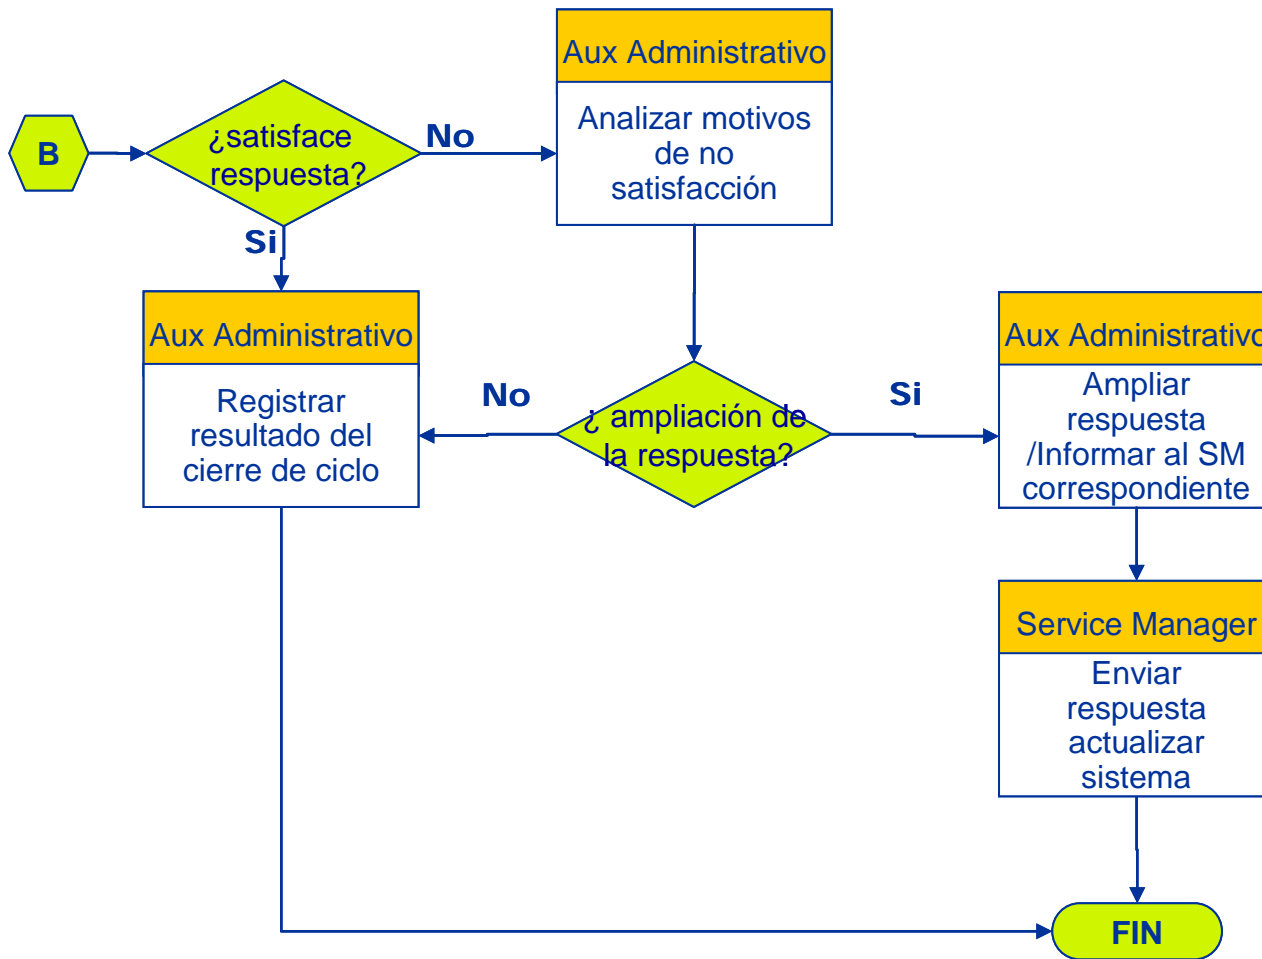 B
¿satisface
respuesta?
No
Si
Aux Administrativo
Analizar motivos
de no
satisfacción
Aux Administrativo
Registrar
resultado del
cierre de ciclo
No
¿ ampliación de
la respuesta?
Si
Aux Administrativo
Ampliar
respuesta
/Informar al SM
correspondiente
Service Manager
Enviar
respuesta
actualizar
sistema
FIN